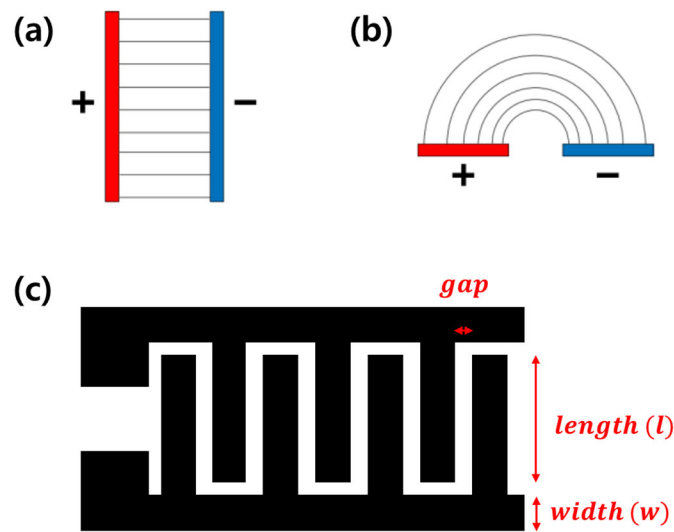 (a)
+
−
(b)
+
−
(c)
gap
length (l)
width (w)